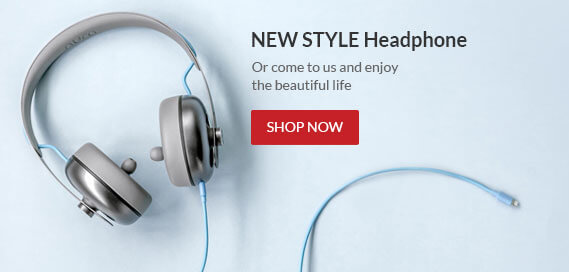 NEW STYLE Headphone
Or come to us and enjoy
the beautiful life
SHOP NOW